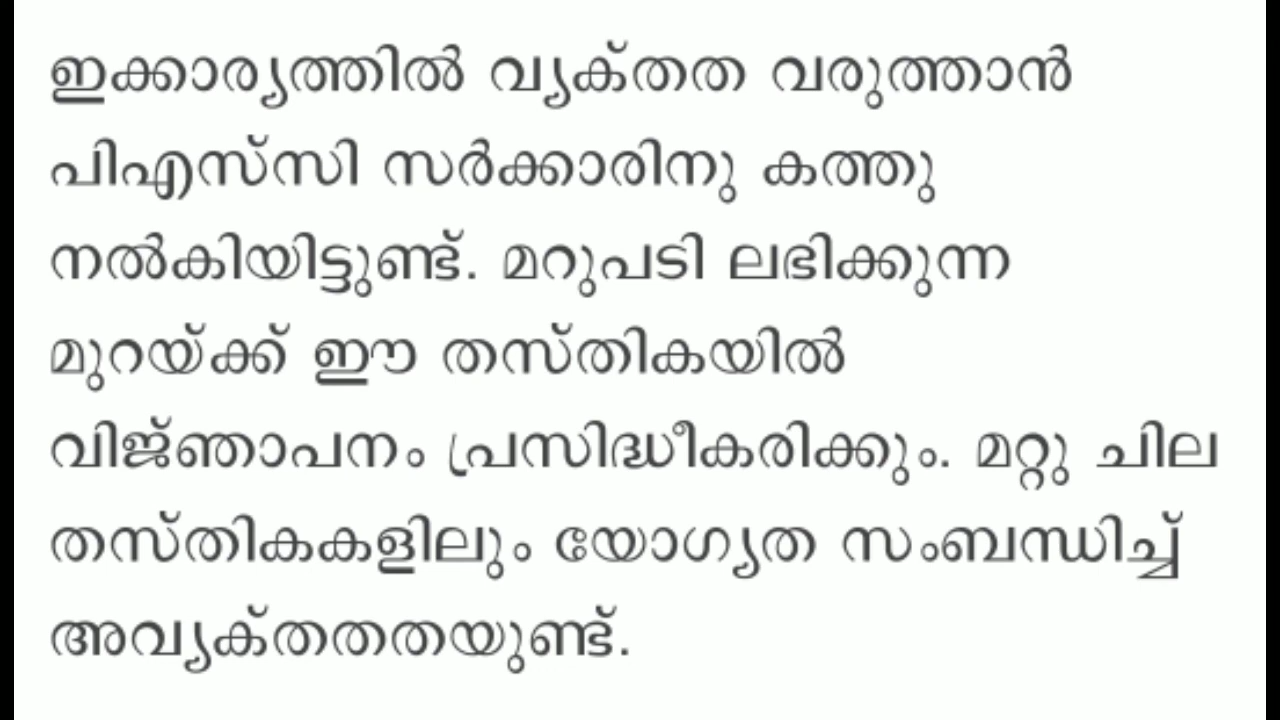 ഇക്കാര്യത്തിൽ വ്യക്‌തത വരുത്താൻ
പിഎസ്‌സി സർക്കാരിനു കത്തു
നൽകിയിട്ടുണ്ട്. മറുപടി ലഭിക്കുന്ന
മുറയ്ക്ക് ഈ തസ്‌തികയിൽ
വിജ്‌ഞാപനം പ്രസിദ്ധീകരിക്കും. മറ്റു ചില
തസ്‌തികകളിലും യോഗ്യത സംബന്ധിച്ച്
അവ്യക്‌തതതയുണ്ട്.